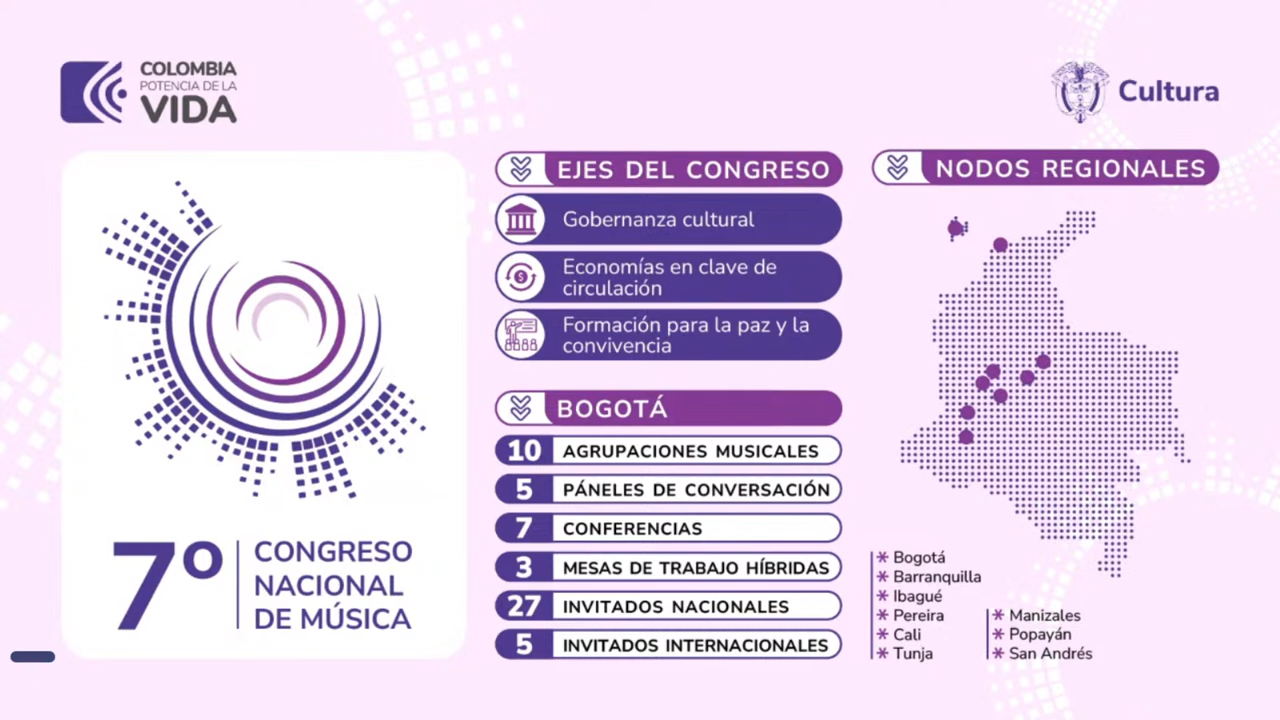 COLOMBIA
POTENCIA DE LA
VIDA
Cultura
7º
CONGRESO
NACIONAL
DE MÚSICA
EJES DEL CONGRESO
Gobernanza cultural
Economías en clave de
circulación
Formación para la paz y la
convivencia
BOGOTÁ
10 AGRUPACIONES MUSICALES
5 PÁNELES DE CONVERSACIÓN
7 CONFERENCIAS
3 MESAS DE TRABAJO HÍBRIDAS
27 INVITADOS NACIONALES
5 INVITADOS INTERNACIONALES
NODOS REGIONALES
* Bogotá
* Barranquilla
* Ibagué
* Pereira
* Cali
* Tunja
* Manizales
* Popayán
* San Andrés